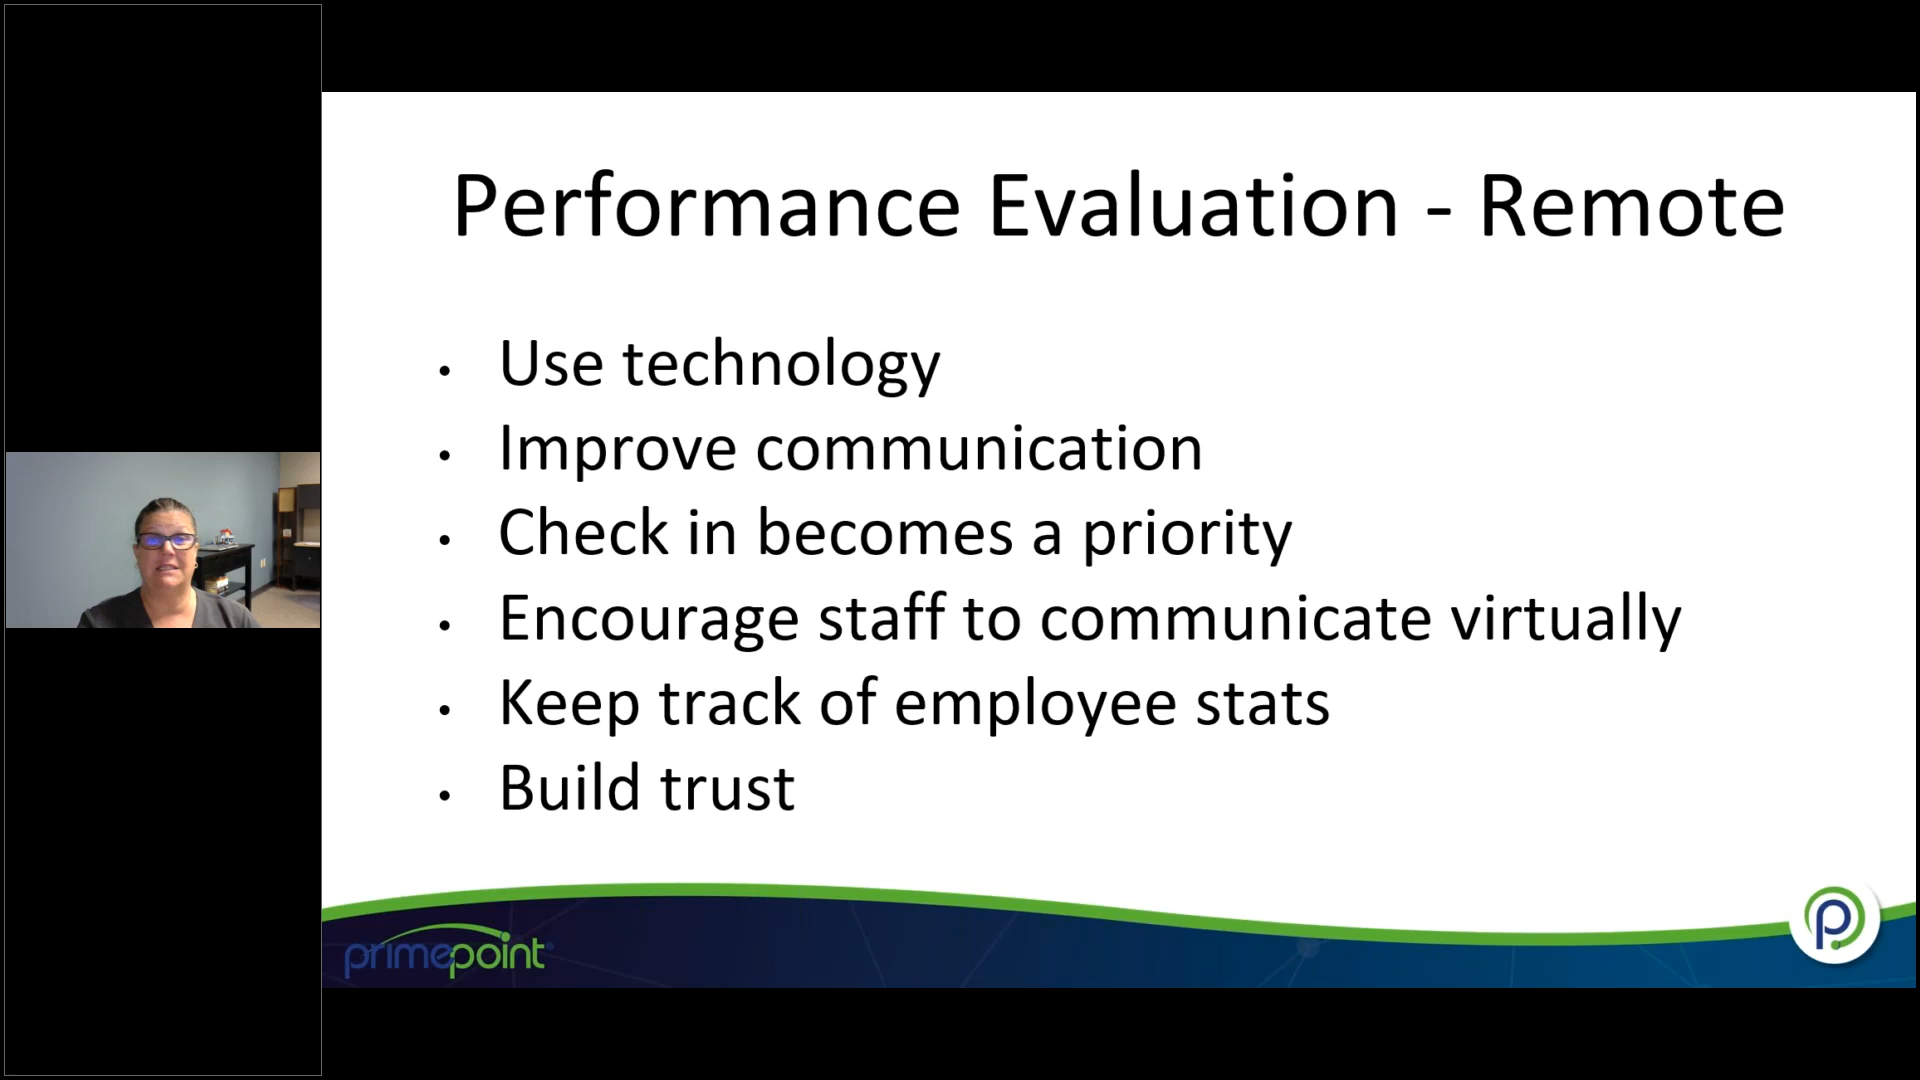 Performance Evaluation - Remote
• Use technology
• Improve communication
• Check in becomes a priority
• Encourage staff to communicate virtually
• Keep track of employee stats
• Build trust
primepoint®
p